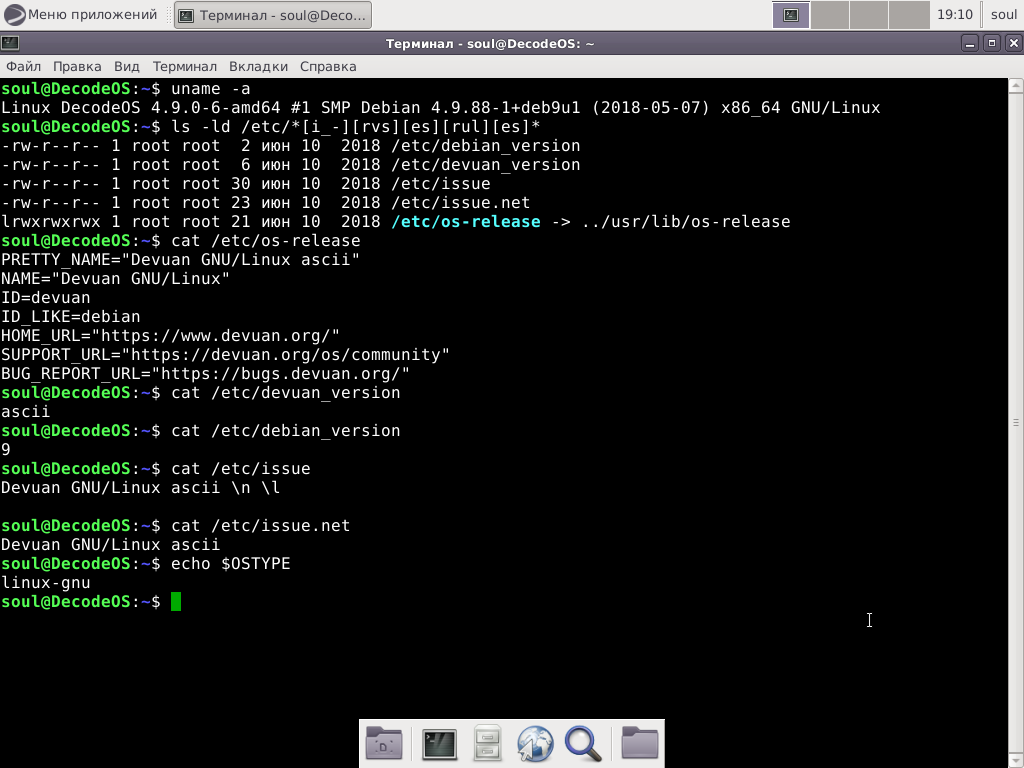 Меню приложений
Терминал - soul@Deco...
19:10
soul
Терминал - soul@DecodeOS: ~
Файл Правка Вид Терминал Вкладки Справка
soul@DecodeOS:~$ uname -a
Linux DecodeOS 4.9.0-6-amd64 #1 SMP Debian 4.9.88-1+deb9u1 (2018-05-07) x86_64 GNU/Linux
soul@DecodeOS:~$ ls -ld /etc/*[i_-][rvs][es][rul][es]*
-rw-r--r-- 1 root root  2 июн 10  2018 /etc/debian_version
-rw-r--r-- 1 root root  6 июн 10  2018 /etc/devuan_version
-rw-r--r-- 1 root root 30 июн 10  2018 /etc/issue
-rw-r--r-- 1 root root 23 июн 10  2018 /etc/issue.net
lrwxrwxrwx 1 root root 21 июн 10  2018 /etc/os-release -> ../usr/lib/os-release
soul@DecodeOS:~$ cat /etc/os-release
PRETTY_NAME="Devuan GNU/Linux ascii"
NAME="Devuan GNU/Linux"
ID=devuan
ID_LIKE=debian
HOME_URL="https://www.devuan.org/"
SUPPORT_URL="https://devuan.org/os/community"
BUG_REPORT_URL="https://bugs.devuan.org/"
soul@DecodeOS:~$ cat /etc/devuan_version
ascii
soul@DecodeOS:~$ cat /etc/debian_version
9
soul@DecodeOS:~$ cat /etc/issue
Devuan GNU/Linux ascii \n \l
soul@DecodeOS:~$ cat /etc/issue.net
Devuan GNU/Linux ascii
soul@DecodeOS:~$ echo $OSTYPE
linux-gnu
soul@DecodeOS:~$
D